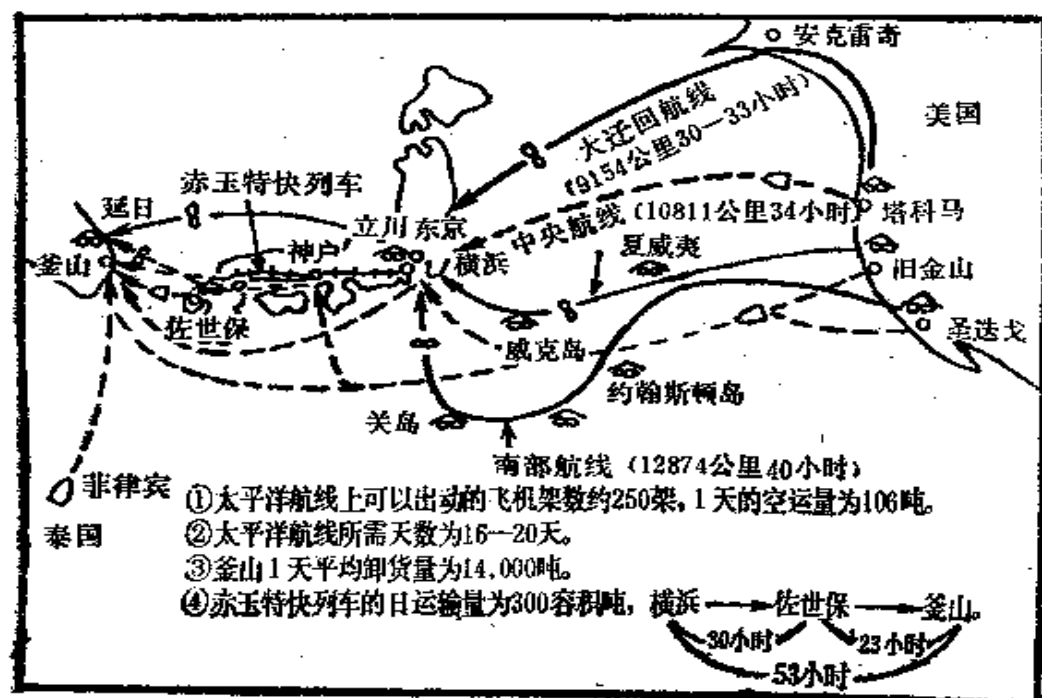 安克雷奇
美国
大迂回航线
(9154公里30—33小时)
赤玉特快列车
延日
立川
东京
塔科马
中央航线(10811公里34小时)
神户
横浜
夏威夷
釜山
旧金山
佐世保
威克岛
圣迭戈
约翰斯顿岛
关岛
南部航线(12874公里40小时)
菲律宾
泰国
①太平洋航线上可以出动的飞机架数约250架,1天的空运量为106吨。
②太平洋航线所需天数为16—20天。
③釜山1天平均卸货量为14,000吨。
④赤玉特快列车的日运输量为300容积吨,横浜→佐世保→釜山。
30小时
23小时
53小时